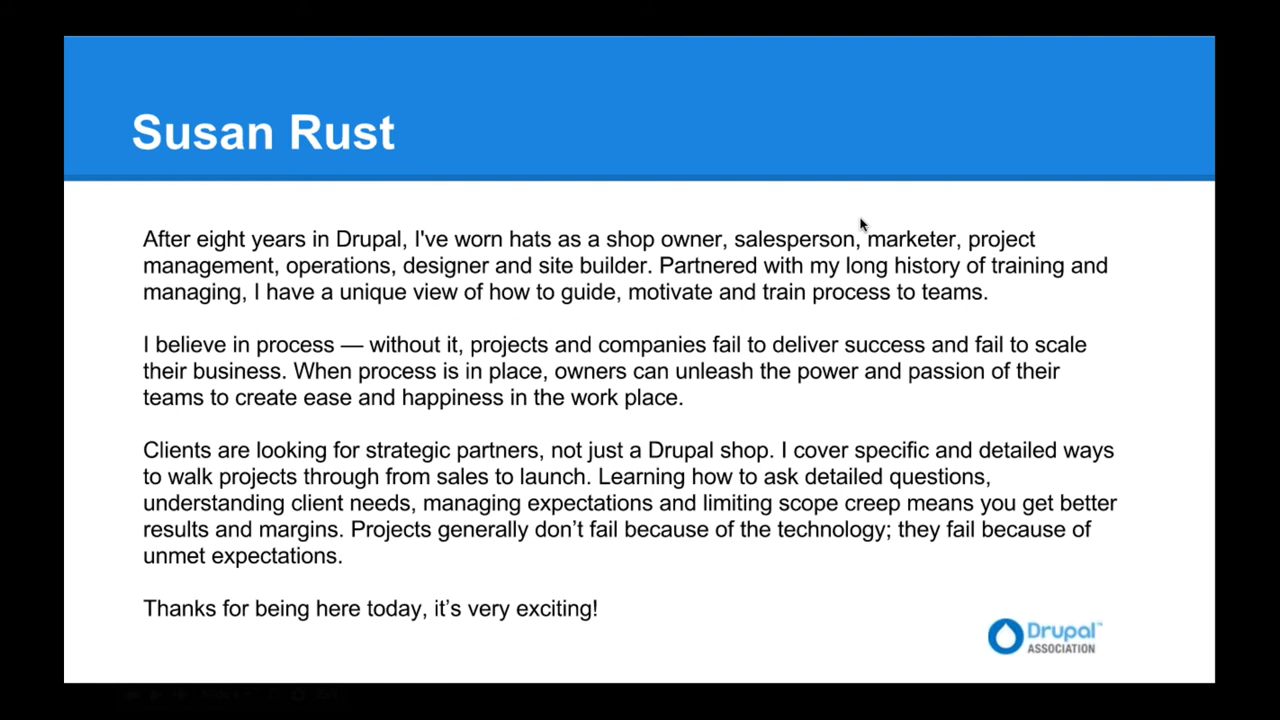 Susan Rust
After eight years in Drupal, I've worn hats as a shop owner, salesperson, marketer, project
management, operations, designer and site builder. Partnered with my long history of training and
managing, I have a unique view of how to guide, motivate and train process to teams.
I believe in process — without it, projects and companies fail to deliver success and fail to scale
their business. When process is in place, owners can unleash the power and passion of their
teams to create ease and happiness in the work place.
Clients are looking for strategic partners, not just a Drupal shop. I cover specific and detailed ways
to walk projects through from sales to launch. Learning how to ask detailed questions,
understanding client needs, managing expectations and limiting scope creep means you get better
results and margins. Projects generally don’t fail because of the technology; they fail because of
unmet expectations.
Thanks for being here today, it’s very exciting!
Drupal™
ASSOCIATION